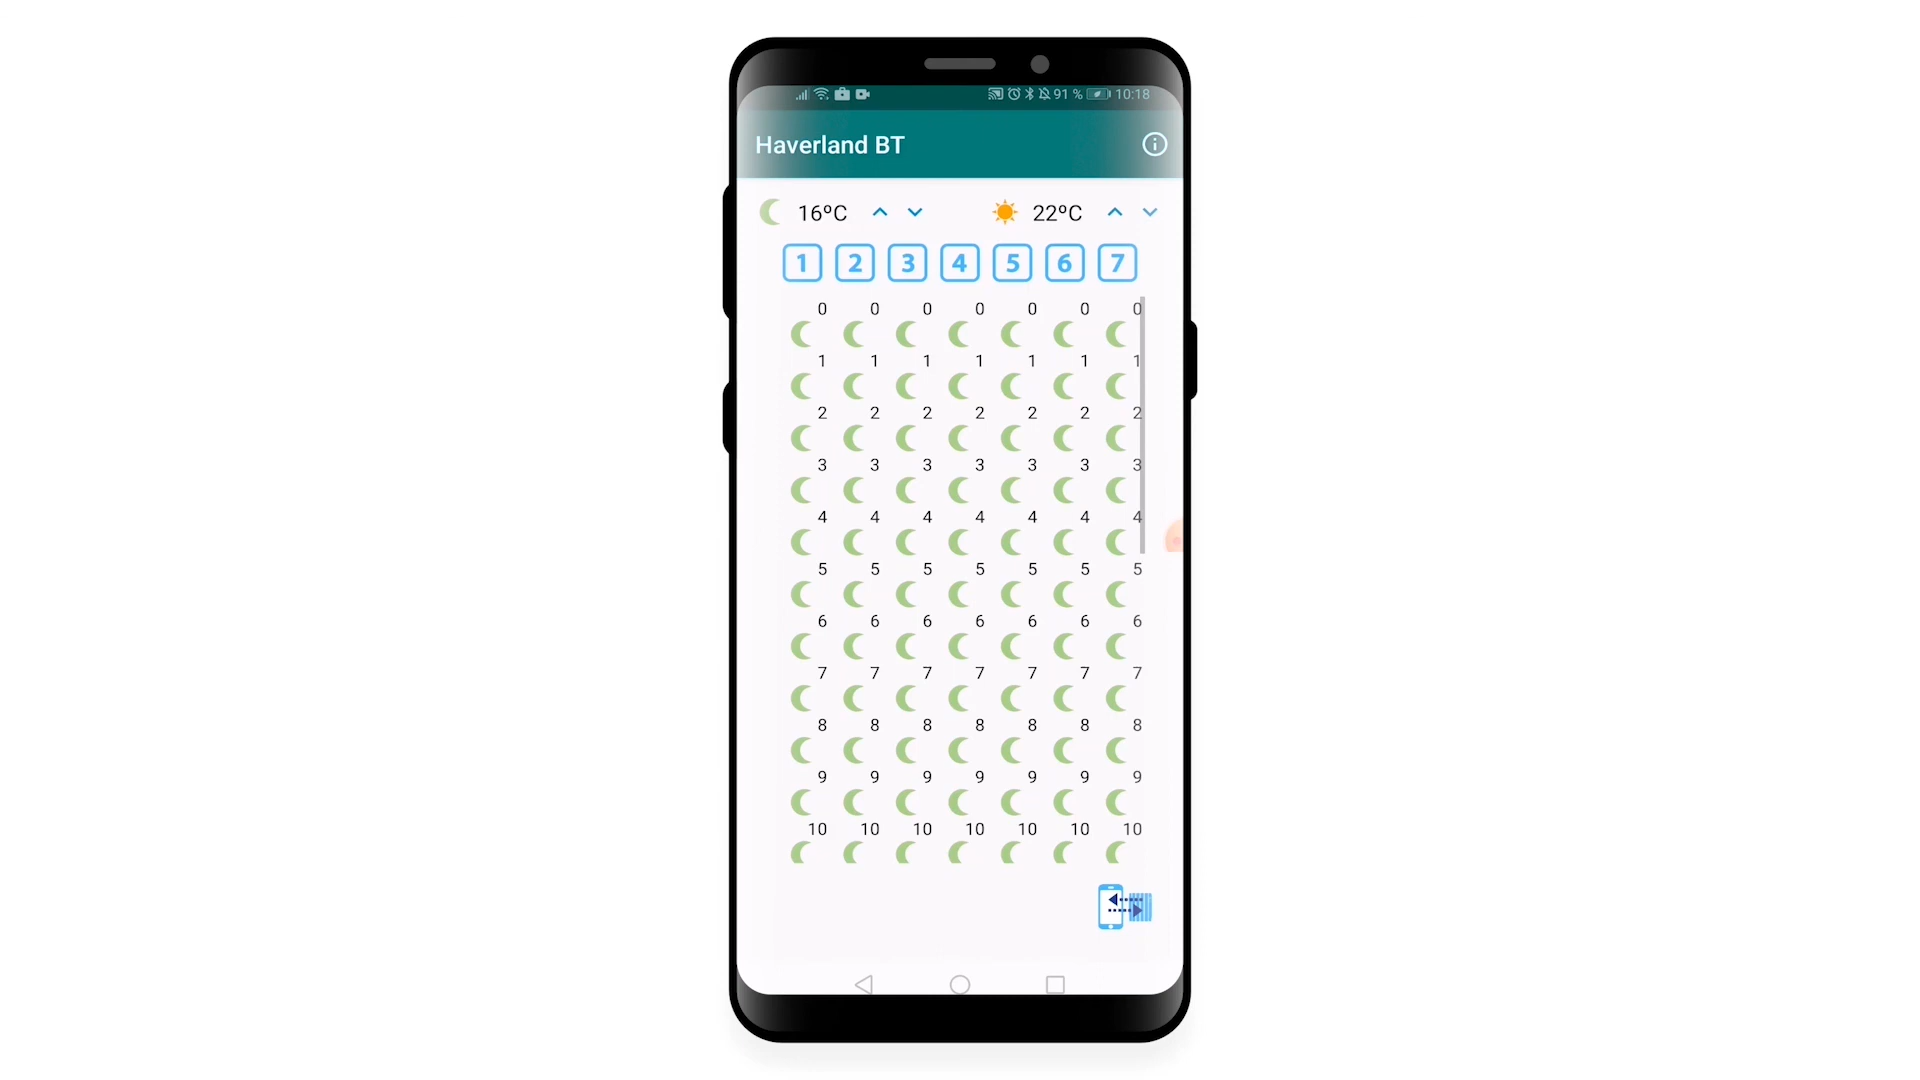 91 % 10:18
Haverland BT
16ºC 22ºC
1 2 3 4 5 6 7
0 0 0 0 0 0 0
1 1 1 1 1 1 1
2 2 2 2 2 2 2
3 3 3 3 3 3 3
4 4 4 4 4 4 4
5 5 5 5 5 5 5
6 6 6 6 6 6 6
7 7 7 7 7 7 7
8 8 8 8 8 8 8
9 9 9 9 9 9 9
10 10 10 10 10 10 10